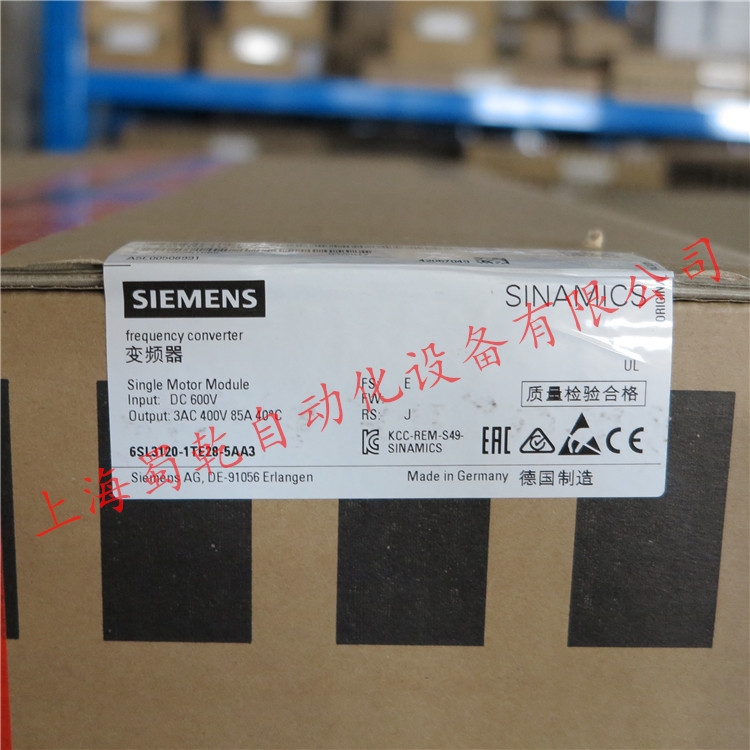 SIEMENS
SINAMICS
frequency converter
变频器
Single Motor Module
Input: DC 600V
Output: 3AC 400V 85A 40°C
FS: E
FW:
RS: J
UL
质量检验合格
6SL3120-1TE28-5AA3
KCC-REM-S49-
SINAMICS
EAC
CE
Siemens AG, DE-91056 Erlangen
Made in Germany 德国制造
上海蜀乾自动化设备有限公司